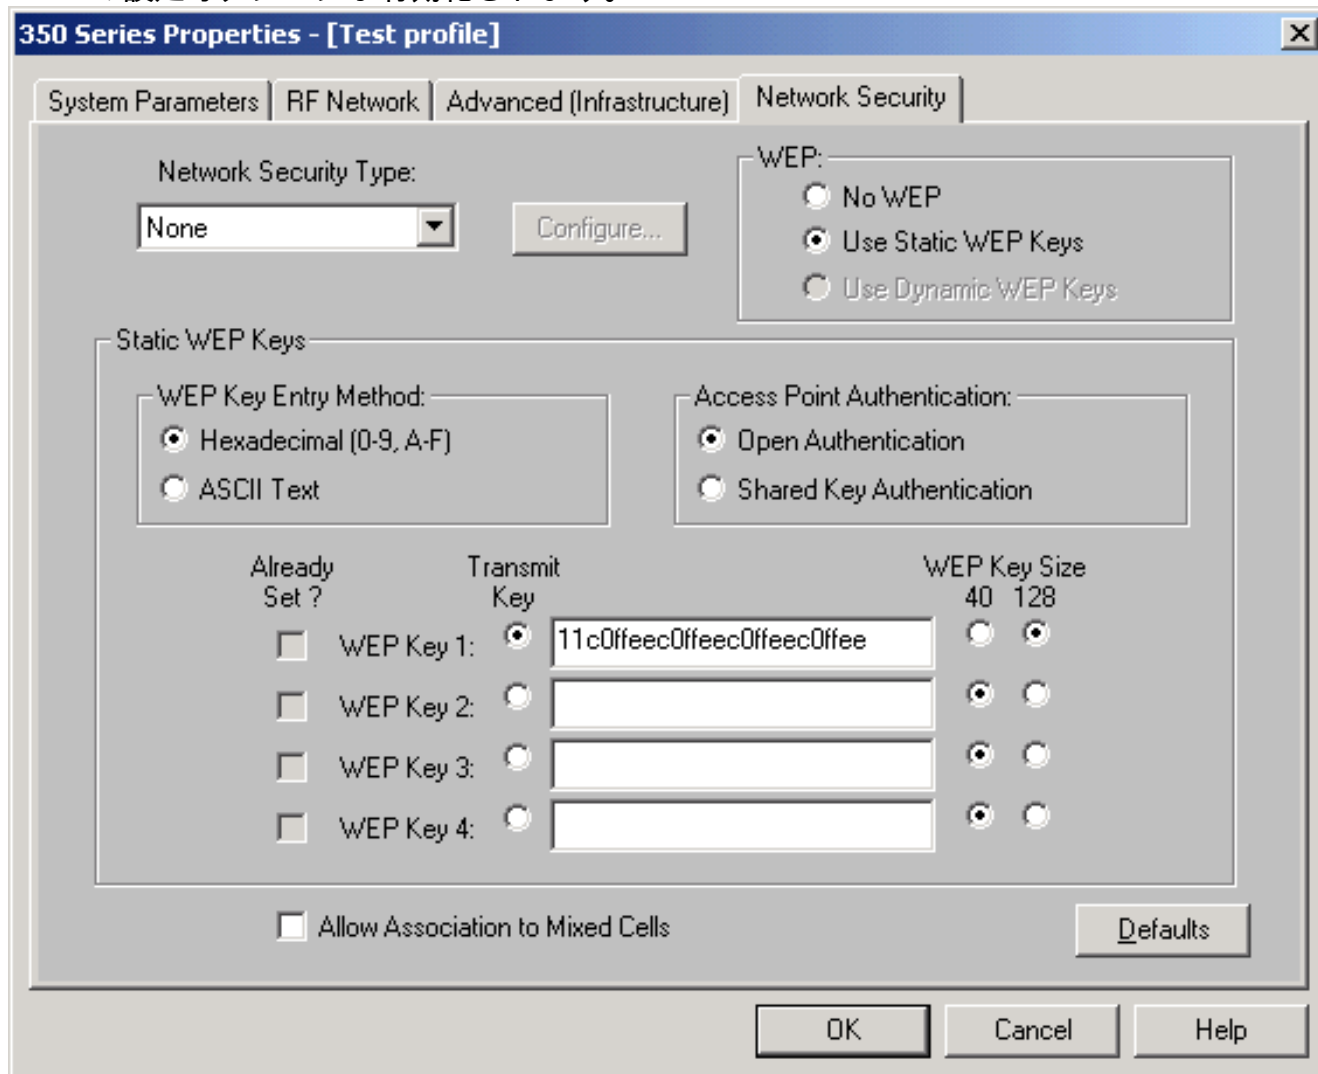 350 Series Properties - [Test profile]
System Parameters RF Network Advanced (Infrastructure) Network Security
Network Security Type:
None
Configure...
WEP:
No WEP
Use Static WEP Keys
Use Dynamic WEP Keys
Static WEP Keys
WEP Key Entry Method:
Hexadecimal (0-9, A-F)
ASCII Text
Access Point Authentication:
Open Authentication
Shared Key Authentication
Already Set ?
Transmit Key
WEP Key Size
40 128
WEP Key 1: 11c0ffeec0ffeec0ffeec0ffee
WEP Key 2:
WEP Key 3:
WEP Key 4:
Allow Association to Mixed Cells
Defaults
OK Cancel Help